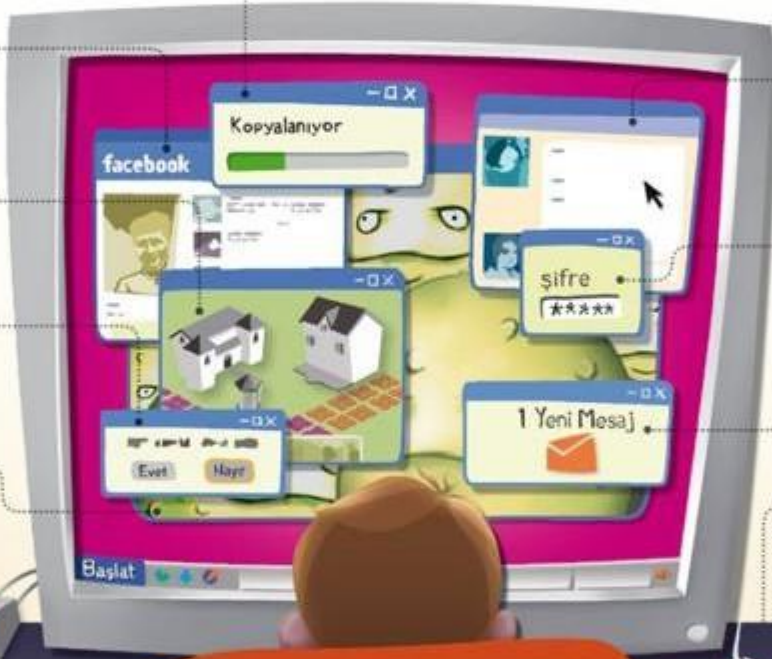 Kopyalanıyor
facebook
şifre
*****
1 Yeni Mesaj
Evet
Hayır
Başlat